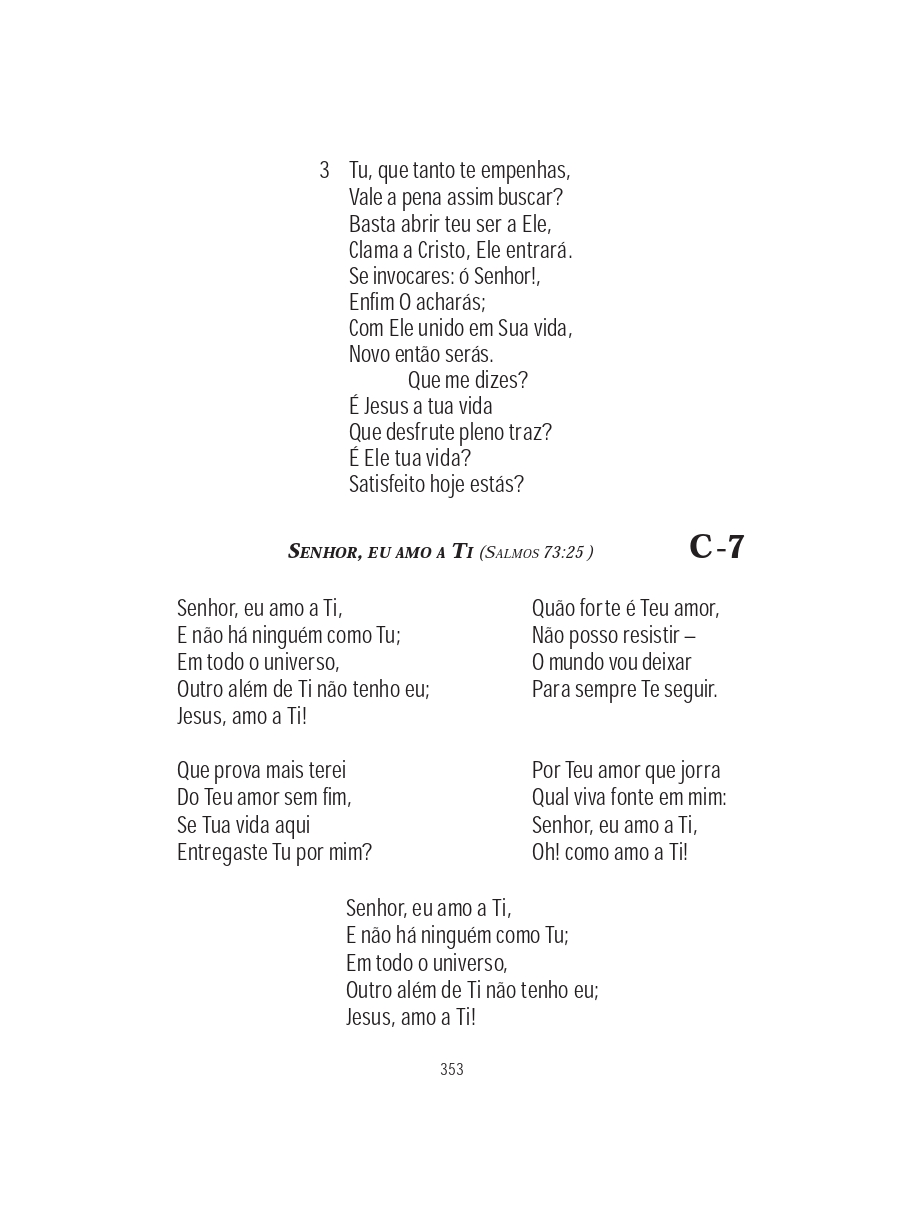 3 Tu, que tanto te empenhas,
Vale a pena assim buscar?
Basta abrir teu ser a Ele,
Clama a Cristo, Ele entrará.
Se invocares: ó Senhor!,
Enfim O acharás;
Com Ele unido em Sua vida,
Novo então serás.
Que me dizes?
É Jesus a tua vida
Que desfrute pleno traz?
É Ele tua vida?
Satisfeito hoje estás?
SENHOR, EU AMO A TI (SALMOS 73:25 ) C-7
Senhor, eu amo a Ti,
E não há ninguém como Tu;
Em todo o universo,
Outro além de Ti não tenho eu;
Jesus, amo a Ti!
Quão forte é Teu amor,
Não posso resistir –
O mundo vou deixar
Para sempre Te seguir.
Que prova mais terei
Do Teu amor sem fim,
Se Tua vida aqui
Entregaste Tu por mim?
Por Teu amor que jorra
Qual viva fonte em mim:
Senhor, eu amo a Ti,
Oh! como amo a Ti!
Senhor, eu amo a Ti,
E não há ninguém como Tu;
Em todo o universo,
Outro além de Ti não tenho eu;
Jesus, amo a Ti!
353